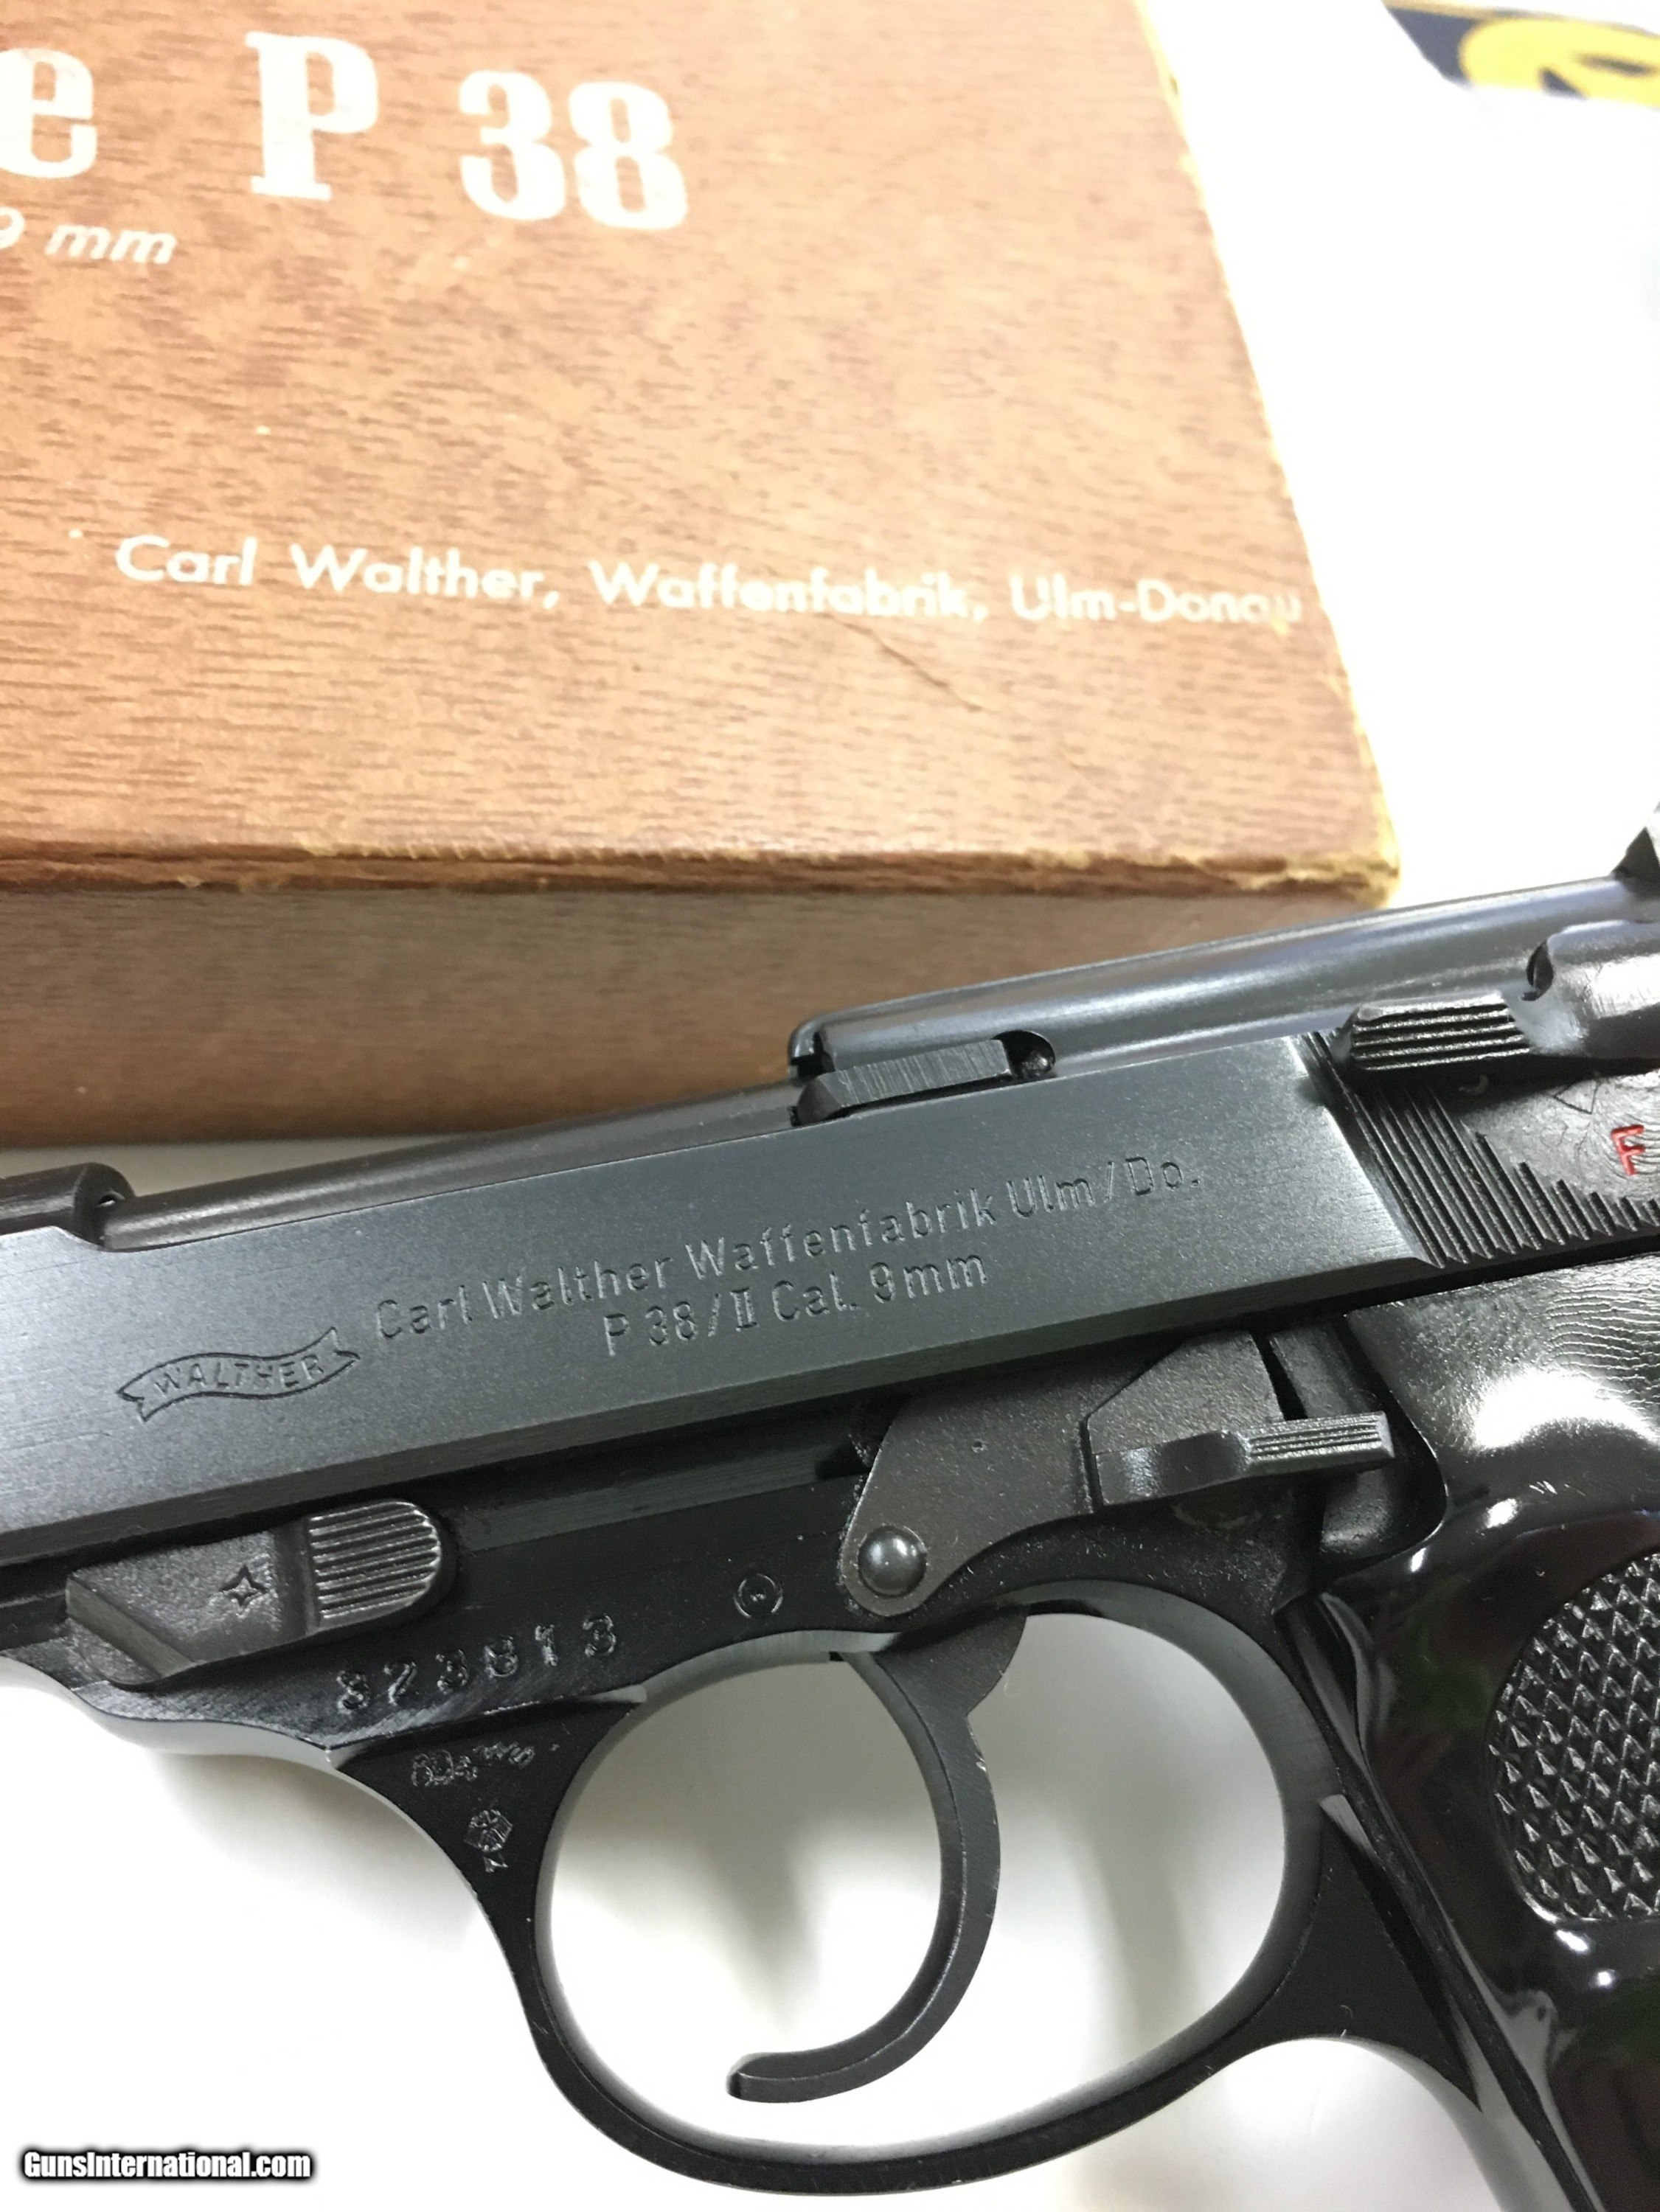 e P 38
9 mm
Carl Walther, Waffenfabrik, Ulm-Donau
F
WALTHER
Carl Walther Waffenfabrik Ulm/Do.
P 38/II Cal. 9mm
GunsInternational.com